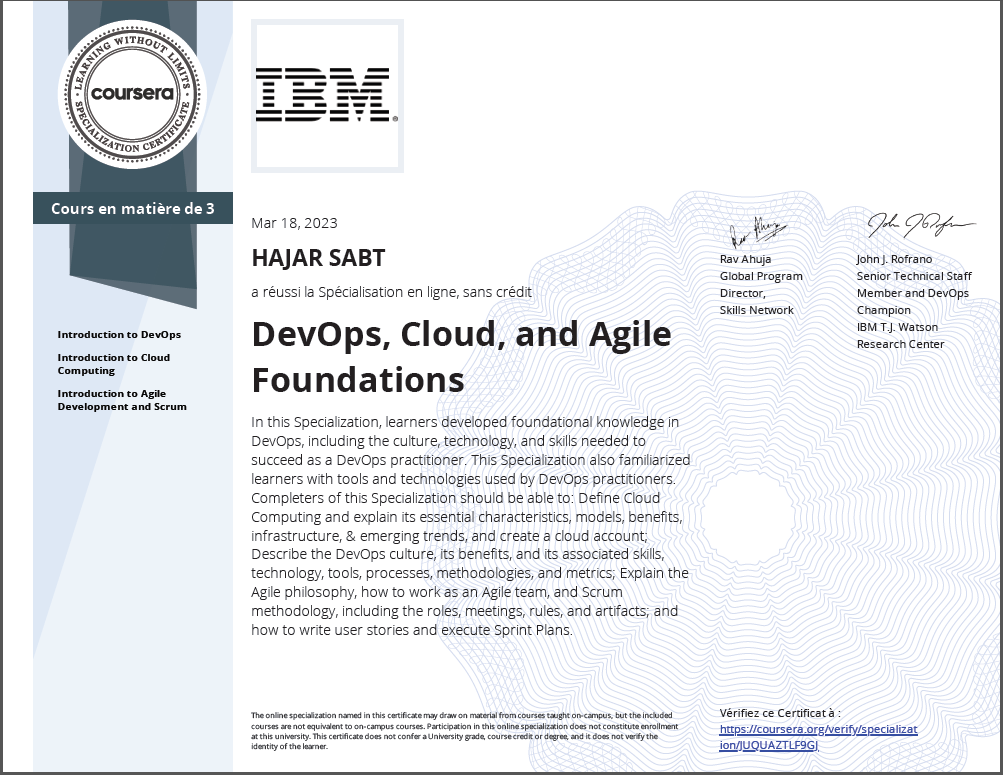 LEARNING WITHOUT LIMITS
coursera
SPECIALIZATION CERTIFICATE
IBM®
Cours en matière de 3
Introduction to DevOps
Introduction to Cloud
Computing
Introduction to Agile
Development and Scrum
Mar 18, 2023
HAJAR SABT
a réussi la Spécialisation en ligne, sans crédit
DevOps, Cloud, and Agile
Foundations
In this Specialization, learners developed foundational knowledge in
DevOps, including the culture, technology, and skills needed to
succeed as a DevOps practitioner. This Specialization also familiarized
learners with tools and technologies used by DevOps practitioners.
Completers of this Specialization should be able to: Define Cloud
Computing and explain its essential characteristics, models, benefits,
infrastructure, & emerging trends, and create a cloud account;
Describe the DevOps culture, its benefits, and its associated skills,
technology, tools, processes, methodologies, and metrics; Explain the
Agile philosophy, how to work as an Agile team, and Scrum
methodology, including the roles, meetings, rules, and artifacts; and
how to write user stories and execute Sprint Plans.
Rav Ahuja
Rav Ahuja
Global Program
Director,
Skills Network
John J Rofrano
John J. Rofrano
Senior Technical Staff
Member and DevOps
Champion
IBM T.J. Watson
Research Center
The online specialization named in this certificate may draw on material from courses taught on-campus, but the included
courses are not equivalent to on-campus courses. Participation in this online specialization does not constitute enrollment
at this university. This certificate does not confer a University grade, course credit or degree, and it does not verify the
identity of the learner.
Vérifiez ce Certificat à :
https://coursera.org/verify/specializat
ion/JUQUAZTLF9GJ